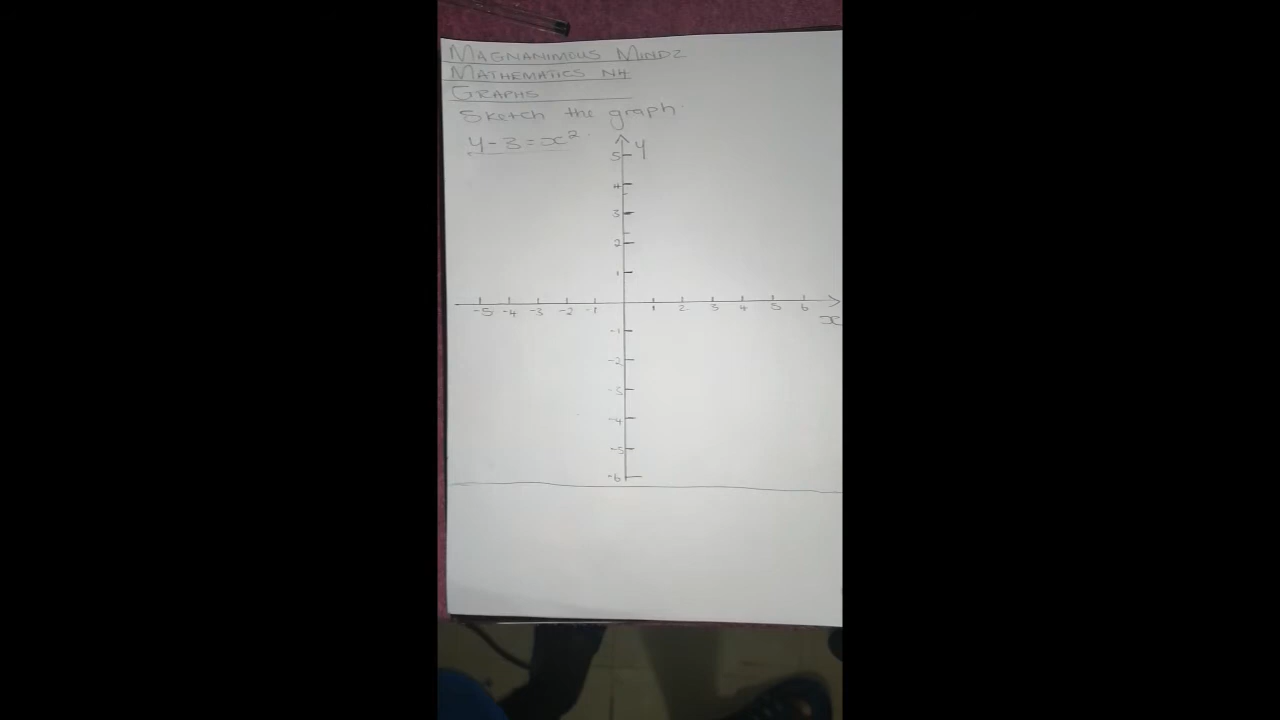 MAGNANIMOUS MINDZ
MATHEMATICS N4
GRAPHS
Sketch the graph.
y-3=x².
y
5
4
3
2
1
-5 -4 -3 -2 -1 1 2 3 4 5 6
x
-1
-2
-3
-4
-5
-6